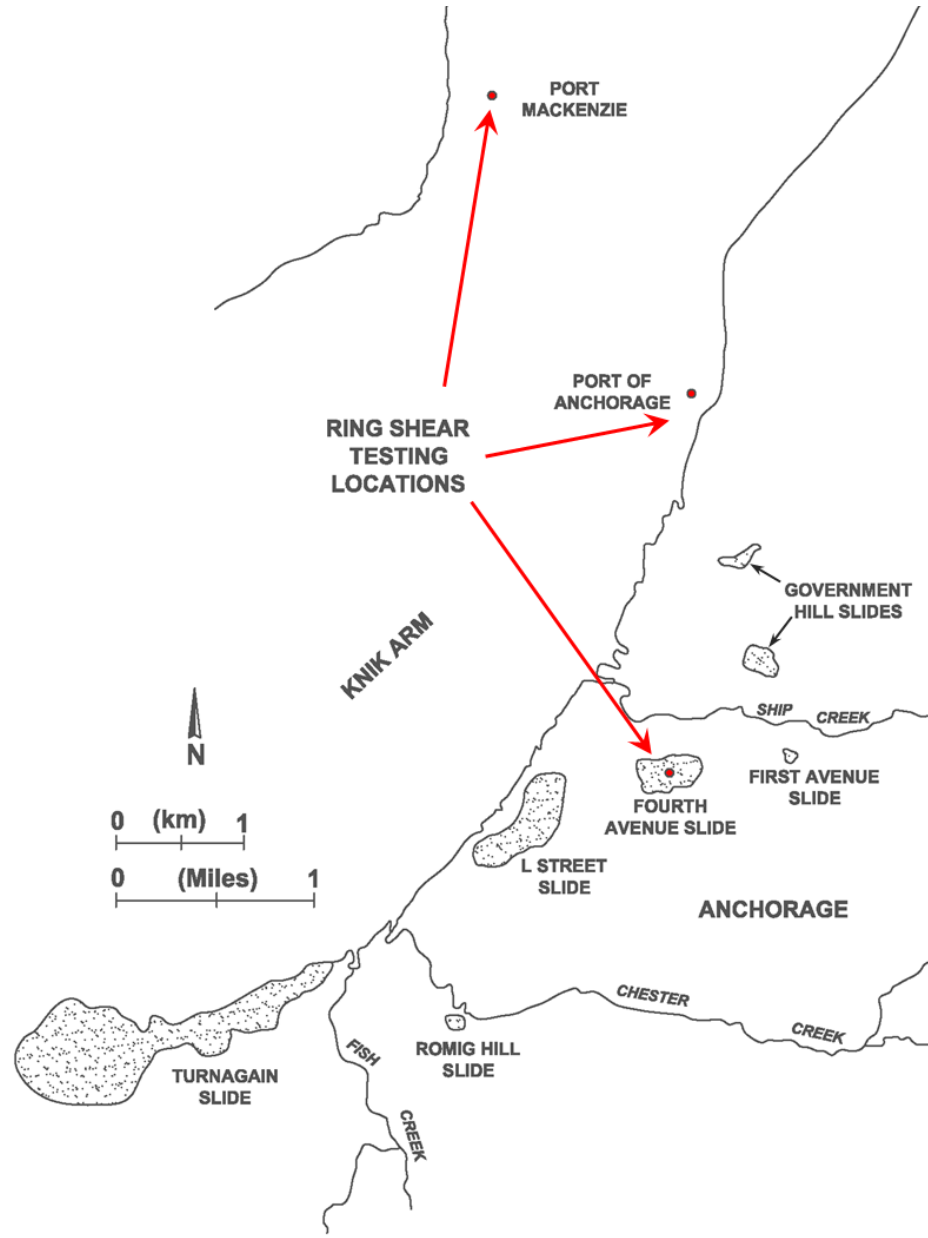 PORT
MACKENZIE
PORT OF
ANCHORAGE
RING SHEAR
TESTING
LOCATIONS
GOVERNMENT
HILL SLIDES
KNIK ARM
SHIP CREEK
N
FIRST AVENUE
SLIDE
FOURTH
AVENUE SLIDE
0 (km) 1
L STREET
SLIDE
0 (Miles) 1
ANCHORAGE
CHESTER
CREEK
FISH
CREEK
ROMIG HILL
SLIDE
TURNAGAIN
SLIDE